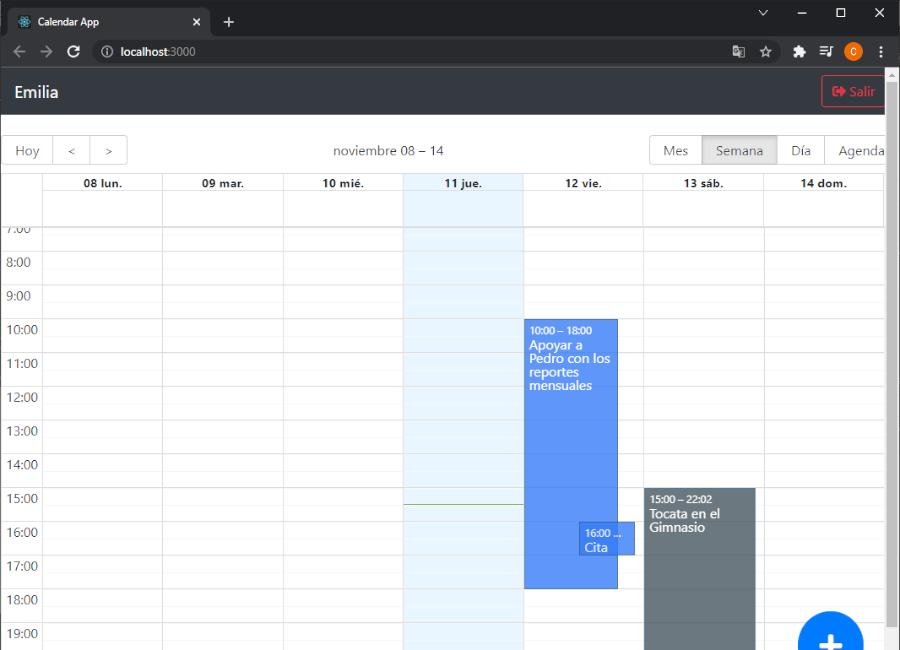 Calendar App
localhost:3000
C
Emilia
Salir
Hoy < >
noviembre 08 – 14
Mes Semana Día Agenda
08 lun. 09 mar. 10 mié. 11 jue. 12 vie. 13 sáb. 14 dom.
7:00
8:00
9:00
10:00
11:00
12:00
13:00
14:00
15:00
16:00
17:00
18:00
19:00
10:00 – 18:00
Apoyar a
Pedro con los
reportes
mensuales
16:00 ...
Cita
15:00 – 22:02
Tocata en el
Gimnasio